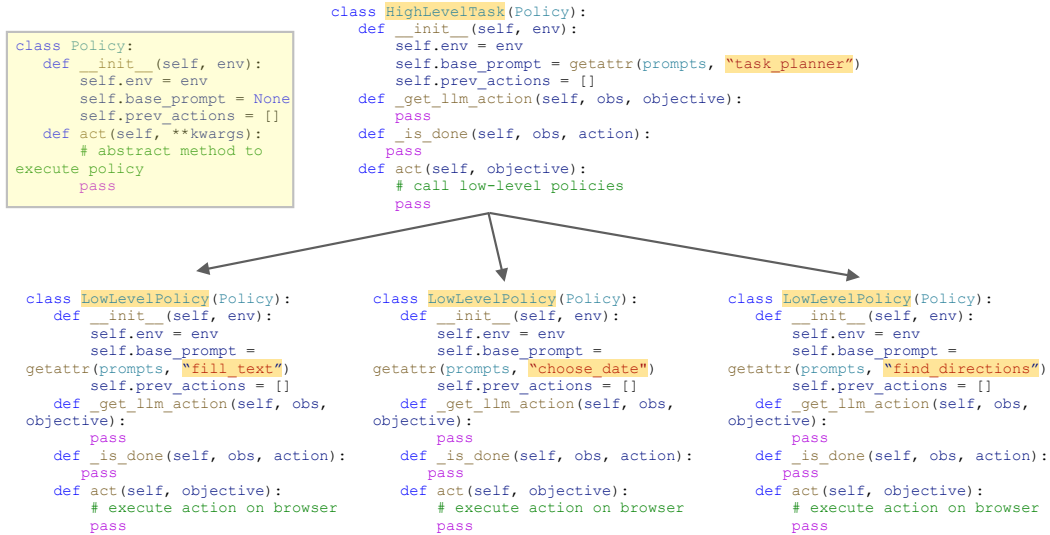 class Policy:
    def __init__(self, env):
        self.env = env
        self.base_prompt = None
        self.prev_actions = []
    def act(self, **kwargs):
        # abstract method to
execute policy
        pass
class HighLevelTask(Policy):
    def __init__(self, env):
        self.env = env
        self.base_prompt = getattr(prompts, “task_planner”)
        self.prev_actions = []
    def _get_llm_action(self, obs, objective):
        pass
    def _is_done(self, obs, action):
       pass
    def act(self, objective):
        # call low-level policies
        pass
class LowLevelPolicy(Policy):
    def __init__(self, env):
        self.env = env
        self.base_prompt =
getattr(prompts, “fill_text”)
        self.prev_actions = []
    def _get_llm_action(self, obs,
objective):
        pass
    def _is_done(self, obs, action):
       pass
    def act(self, objective):
        # execute action on browser
        pass
class LowLevelPolicy(Policy):
    def __init__(self, env):
        self.env = env
        self.base_prompt =
getattr(prompts, “choose_date")
        self.prev_actions = []
    def _get_llm_action(self, obs,
objective):
        pass
    def _is_done(self, obs, action):
       pass
    def act(self, objective):
        # execute action on browser
        pass
class LowLevelPolicy(Policy):
    def __init__(self, env):
        self.env = env
        self.base_prompt =
getattr(prompts, “find_directions”)
        self.prev_actions = []
    def _get_llm_action(self, obs,
objective):
        pass
    def _is_done(self, obs, action):
       pass
    def act(self, objective):
        # execute action on browser
        pass